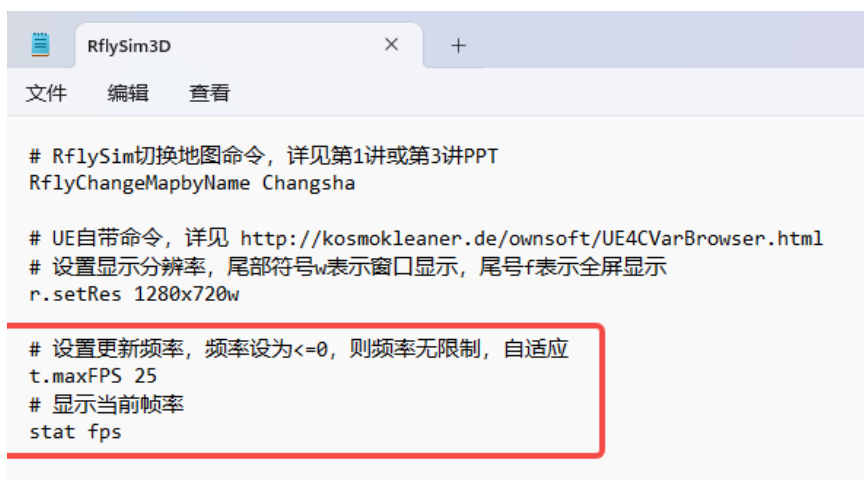 RflySim3D
文件 编辑 查看
# RflySim切换地图命令，详见第1讲或第3讲PPT
RflyChangeMapbyName Changsha
# UE自带命令，详见 http://kosmokleaner.de/ownsoft/UE4CVarBrowser.html
# 设置显示分辨率，尾部符号w表示窗口显示，尾号f表示全屏显示
r.setRes 1280x720w
# 设置更新频率，频率设为<=0，则频率无限制，自适应
t.maxFPS 25
# 显示当前帧率
stat fps